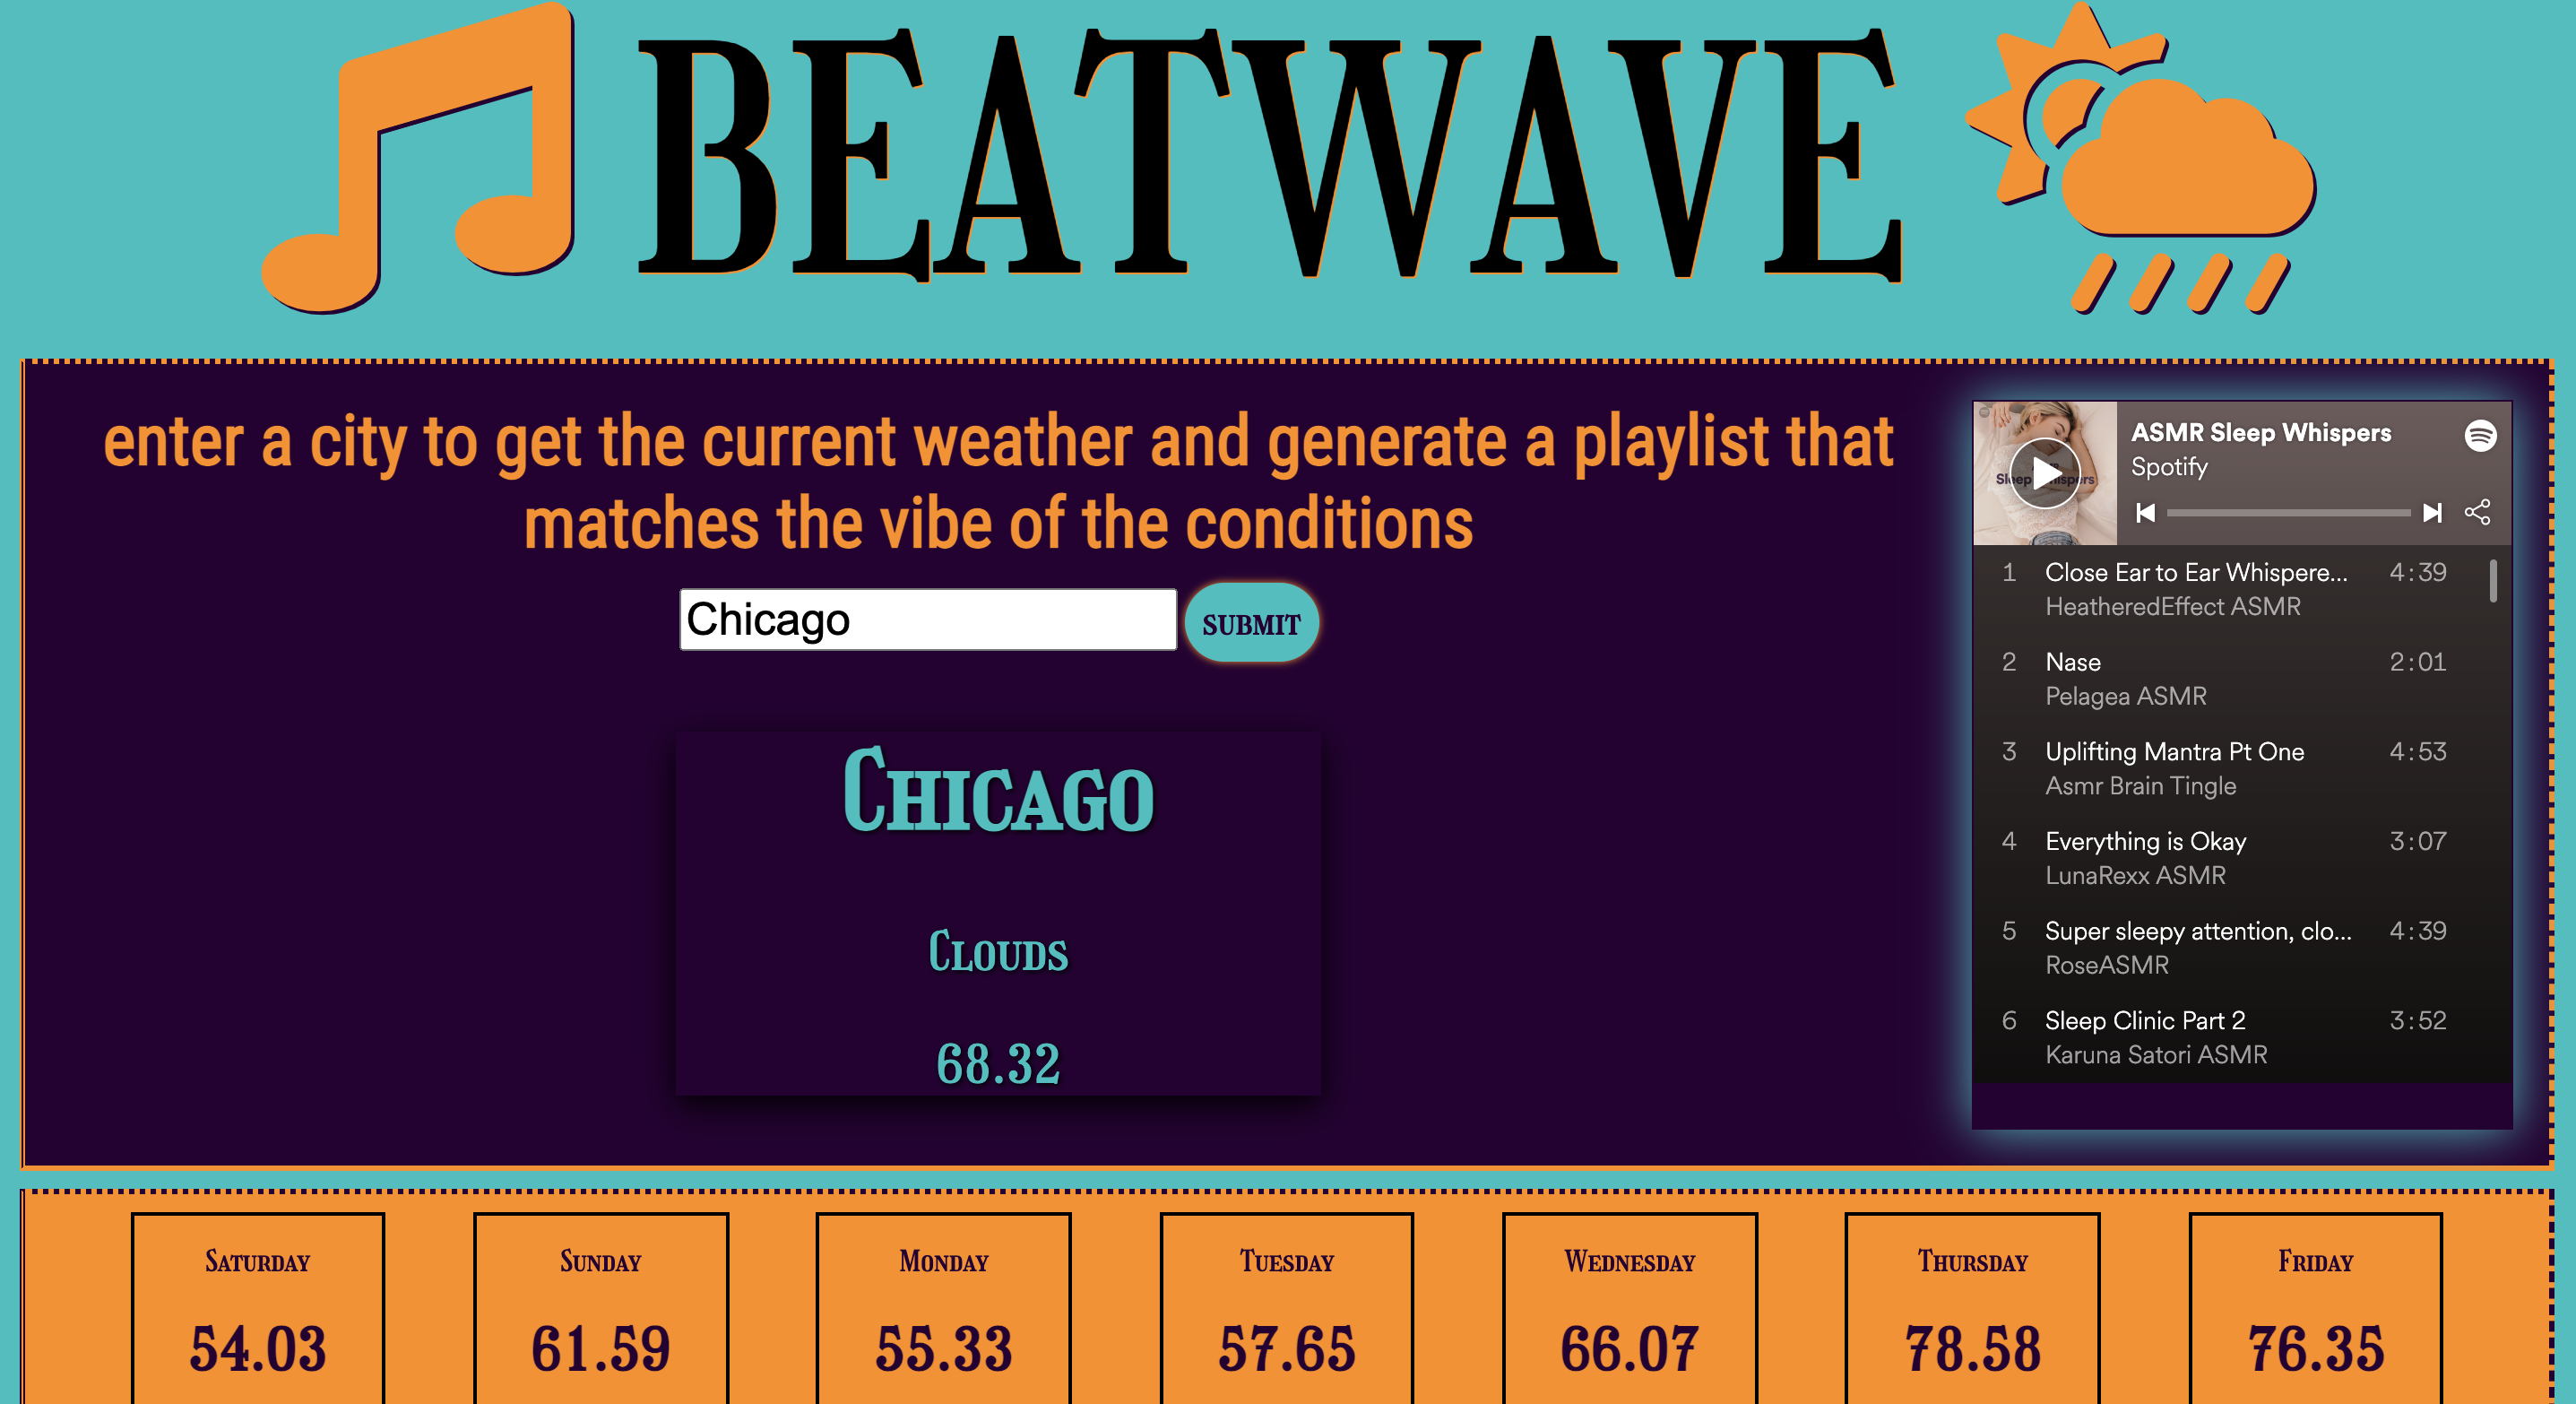 BEATWAVE
enter a city to get the current weather and generate a playlist that
matches the vibe of the conditions
Chicago
SUBMIT
Chicago
Clouds
68.32
ASMR Sleep Whispers
Spotify
1 Close Ear to Ear Whispere... 4:39
HeatheredEffect ASMR
2 Nase 2:01
Pelagea ASMR
3 Uplifting Mantra Pt One 4:53
Asmr Brain Tingle
4 Everything is Okay 3:07
LunaRexx ASMR
5 Super sleepy attention, clo... 4:39
RoseASMR
6 Sleep Clinic Part 2 3:52
Karuna Satori ASMR
Saturday Sunday Monday Tuesday Wednesday Thursday Friday
54.03 61.59 55.33 57.65 66.07 78.58 76.35